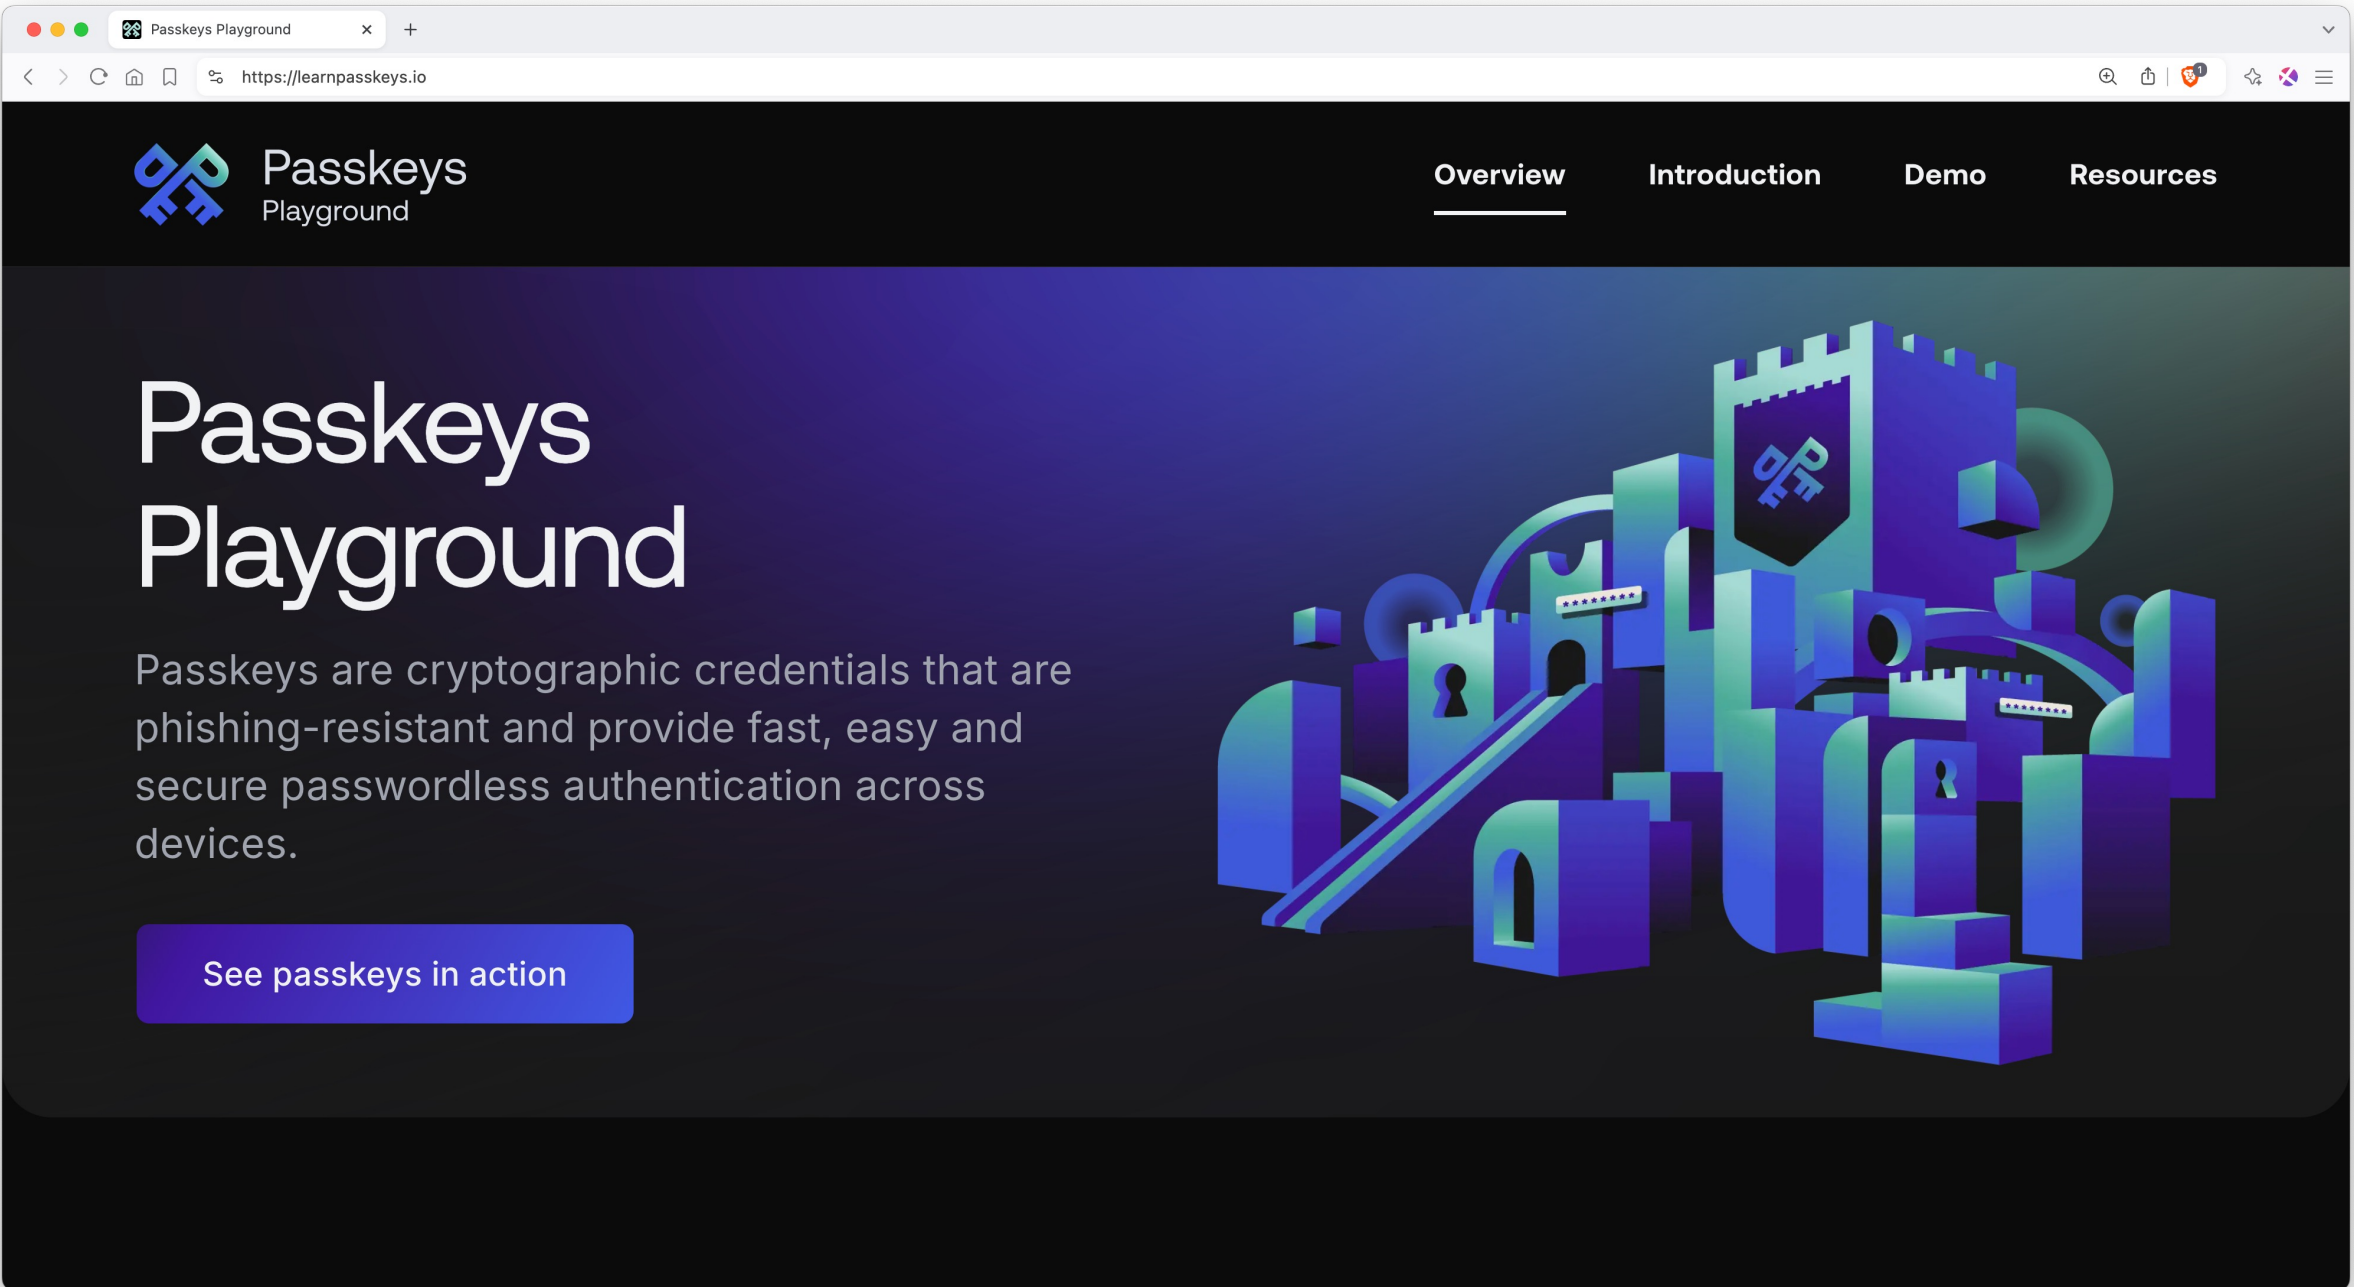 Passkeys Playground
https://learnpasskeys.io
1
Passkeys
Playground
Overview
Introduction
Demo
Resources
Passkeys
Playground
Passkeys are cryptographic credentials that are
phishing-resistant and provide fast, easy and
secure passwordless authentication across
devices.
See passkeys in action
********
********